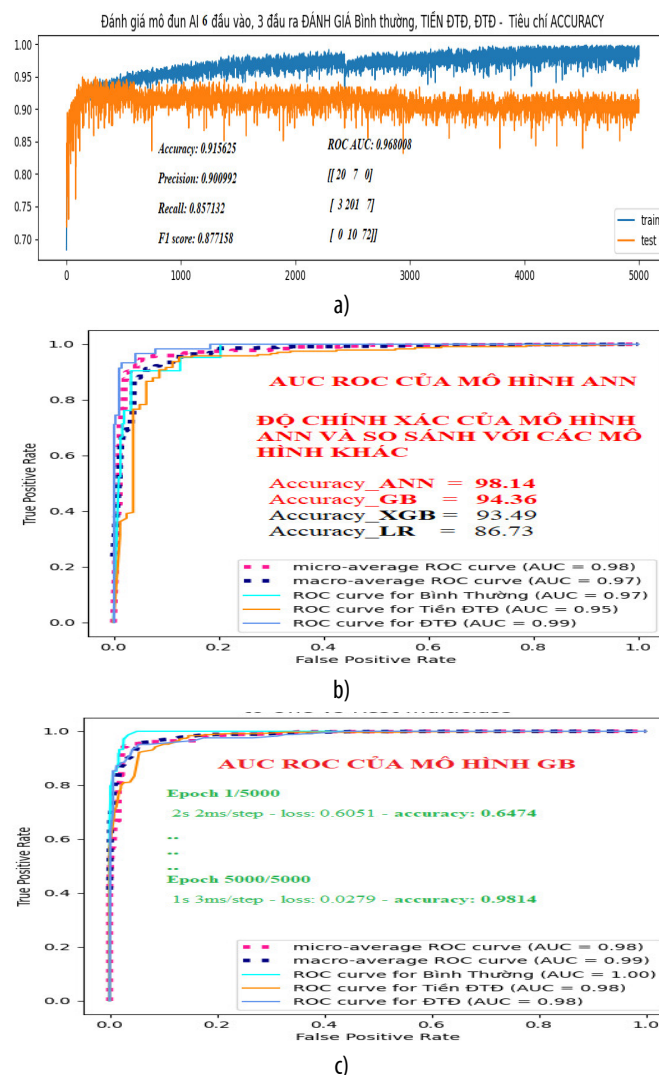 Đánh giá mô đun AI 6 đầu vào, 3 đầu ra ĐÁNH GIÁ Bình thường, TIỀN ĐTĐ, ĐTĐ - Tiêu chí ACCURACY
1.00
0.95
0.90
0.85
0.80
0.75
0.70
Accuracy: 0.915625
ROC AUC: 0.968008
Precision: 0.900992
[[ 20 7 0]
Recall: 0.857132
[ 3 201 7]
F1 score: 0.877158
[ 0 10 72]]
train
test
0 1000 2000 3000 4000 5000
a)
True Positive Rate
1.0
0.8
0.6
0.4
0.2
0.0
AUC ROC CỦA MÔ HÌNH ANN
ĐỘ CHÍNH XÁC CỦA MÔ HÌNH
ANN VÀ SO SÁNH VỚI CÁC MÔ
HÌNH KHÁC
Accuracy_ANN = 98.14
Accuracy_GB = 94.36
Accuracy_XGB = 93.49
Accuracy_LR = 86.73
micro-average ROC curve (AUC = 0.98)
macro-average ROC curve (AUC = 0.97)
ROC curve for Bình Thường (AUC = 0.97)
ROC curve for Tiền ĐTĐ (AUC = 0.95)
ROC curve for ĐTĐ (AUC = 0.99)
0.0 0.2 0.4 0.6 0.8 1.0
False Positive Rate
b)
True Positive Rate
1.0
0.8
0.6
0.4
0.2
0.0
AUC ROC CỦA MÔ HÌNH GB
Epoch 1/5000
2s 2ms/step - loss: 0.6051 - accuracy: 0.6474
--
--
--
Epoch 5000/5000
1s 3ms/step - loss: 0.0279 - accuracy: 0.9814
micro-average ROC curve (AUC = 0.98)
macro-average ROC curve (AUC = 0.99)
ROC curve for Bình Thường (AUC = 1.00)
ROC curve for Tiền ĐTĐ (AUC = 0.98)
ROC curve for ĐTĐ (AUC = 0.98)
0.0 0.2 0.4 0.6 0.8 1.0
False Positive Rate
c)